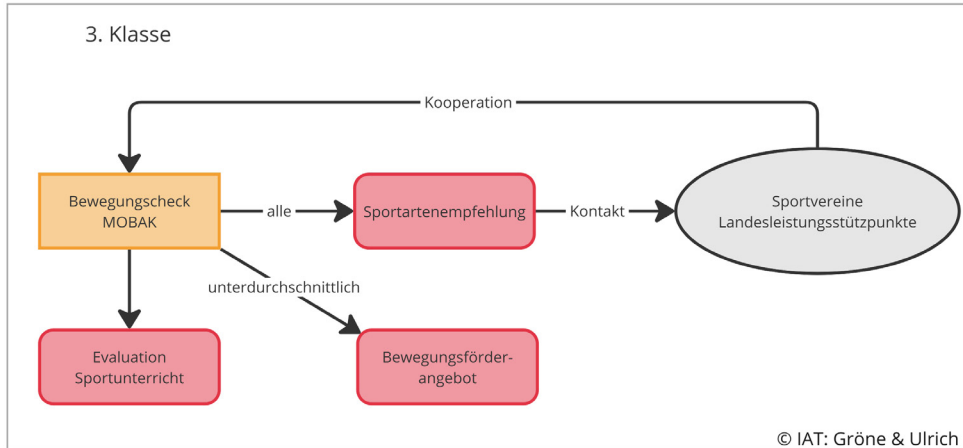 3. Klasse
Kooperation
Bewegungscheck
MOBAK
alle
Sportartenempfehlung
Kontakt
Sportvereine
Landesleistungsstützpunkte
unterdurchschnittlich
Evaluation
Sportunterricht
Bewegungsförder-
angebot
© IAT: Gröne & Ulrich